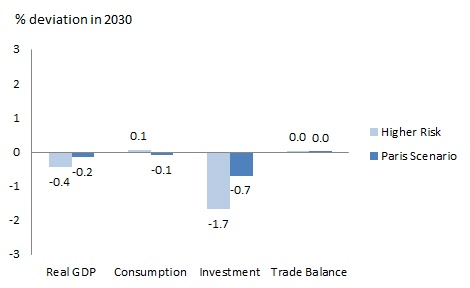 % deviation in 2030
3
2
1
0
-1
-2
-3
-0.4
-0.2
0.1
-0.1
-1.7
-0.7
0.0
0.0
Real GDP
Consumption
Investment
Trade Balance
Higher Risk
Paris Scenario